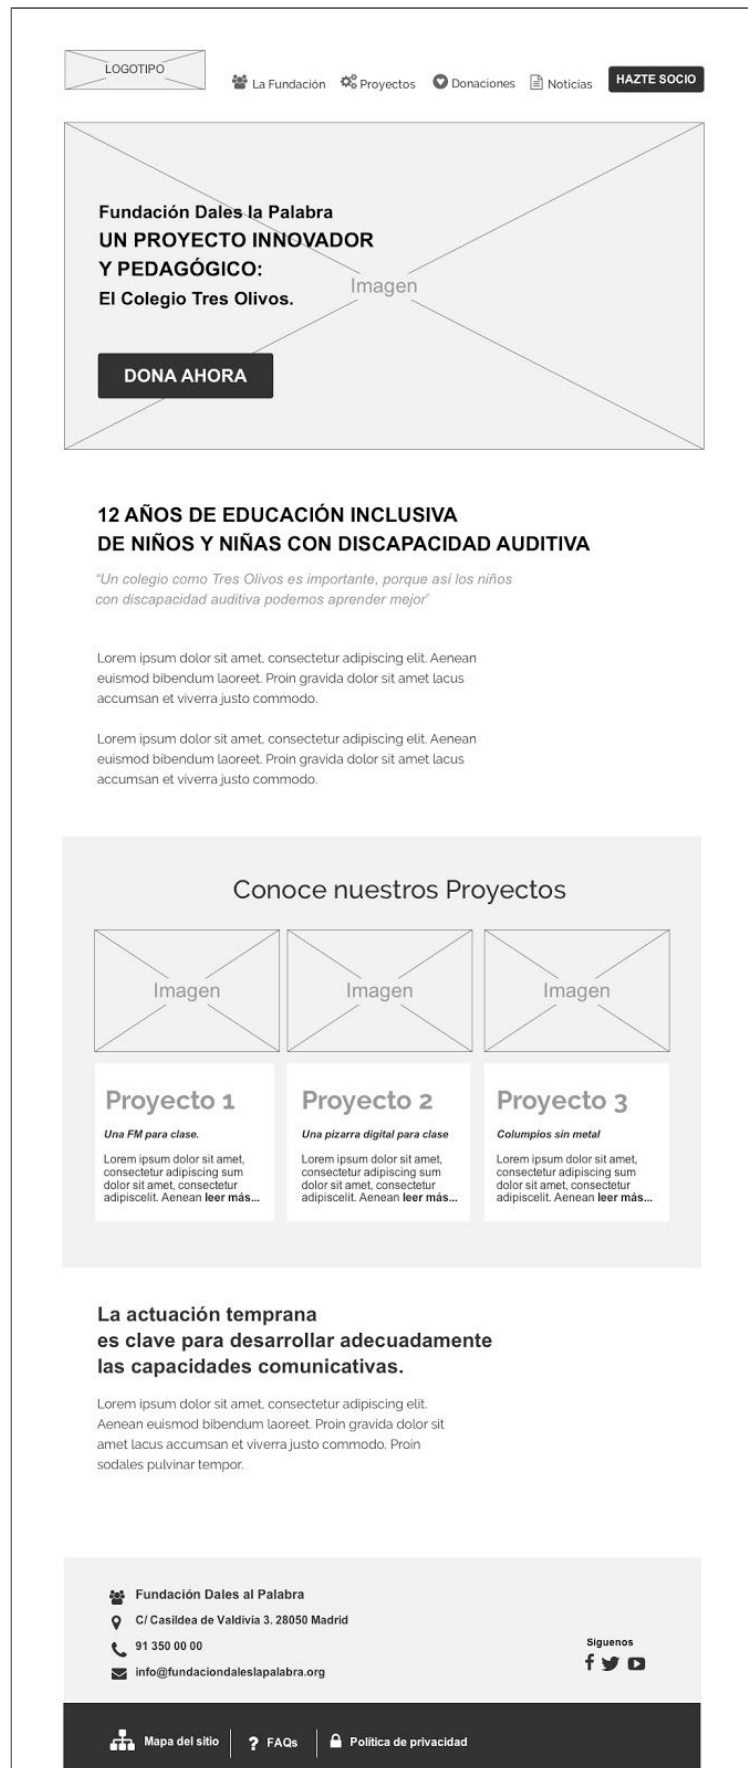 LOGOTIPO
La Fundación Proyectos Donaciones Noticias HAZTE SOCIO
Fundación Dales la Palabra
UN PROYECTO INNOVADOR
Y PEDAGÓGICO:
El Colegio Tres Olivos.
Imagen
DONA AHORA
12 AÑOS DE EDUCACIÓN INCLUSIVA
DE NIÑOS Y NIÑAS CON DISCAPACIDAD AUDITIVA
“Un colegio como Tres Olivos es importante, porque así los niños
con discapacidad auditiva podemos aprender mejor”
Lorem ipsum dolor sit amet, consectetur adipiscing elit. Aenean
euismod bibendum laoreet. Proin gravida dolor sit amet lacus
accumsan et viverra justo commodo.
Lorem ipsum dolor sit amet, consectetur adipiscing elit. Aenean
euismod bibendum laoreet. Proin gravida dolor sit amet lacus
accumsan et viverra justo commodo.
Conoce nuestros Proyectos
Imagen Imagen Imagen
Proyecto 1
Una FM para clase.
Lorem ipsum dolor sit amet,
consectetur adipiscing sum
dolor sit amet, consectetur
adipiscelit. Aenean leer más...
Proyecto 2
Una pizarra digital para clase
Lorem ipsum dolor sit amet,
consectetur adipiscing sum
dolor sit amet, consectetur
adipiscelit. Aenean leer más...
Proyecto 3
Columpios sin metal
Lorem ipsum dolor sit amet,
consectetur adipiscing sum
dolor sit amet, consectetur
adipiscelit. Aenean leer más...
La actuación temprana
es clave para desarrollar adecuadamente
las capacidades comunicativas.
Lorem ipsum dolor sit amet, consectetur adipiscing elit.
Aenean euismod bibendum laoreet. Proin gravida dolor sit
amet lacus accumsan et viverra justo commodo. Proin
sodales pulvinar tempor.
Fundación Dales al Palabra
C/ Casildea de Valdivia 3. 28050 Madrid
91 350 00 00
info@fundaciondaleslapalabra.org
Siguenos
Mapa del sitio FAQs Política de privacidad